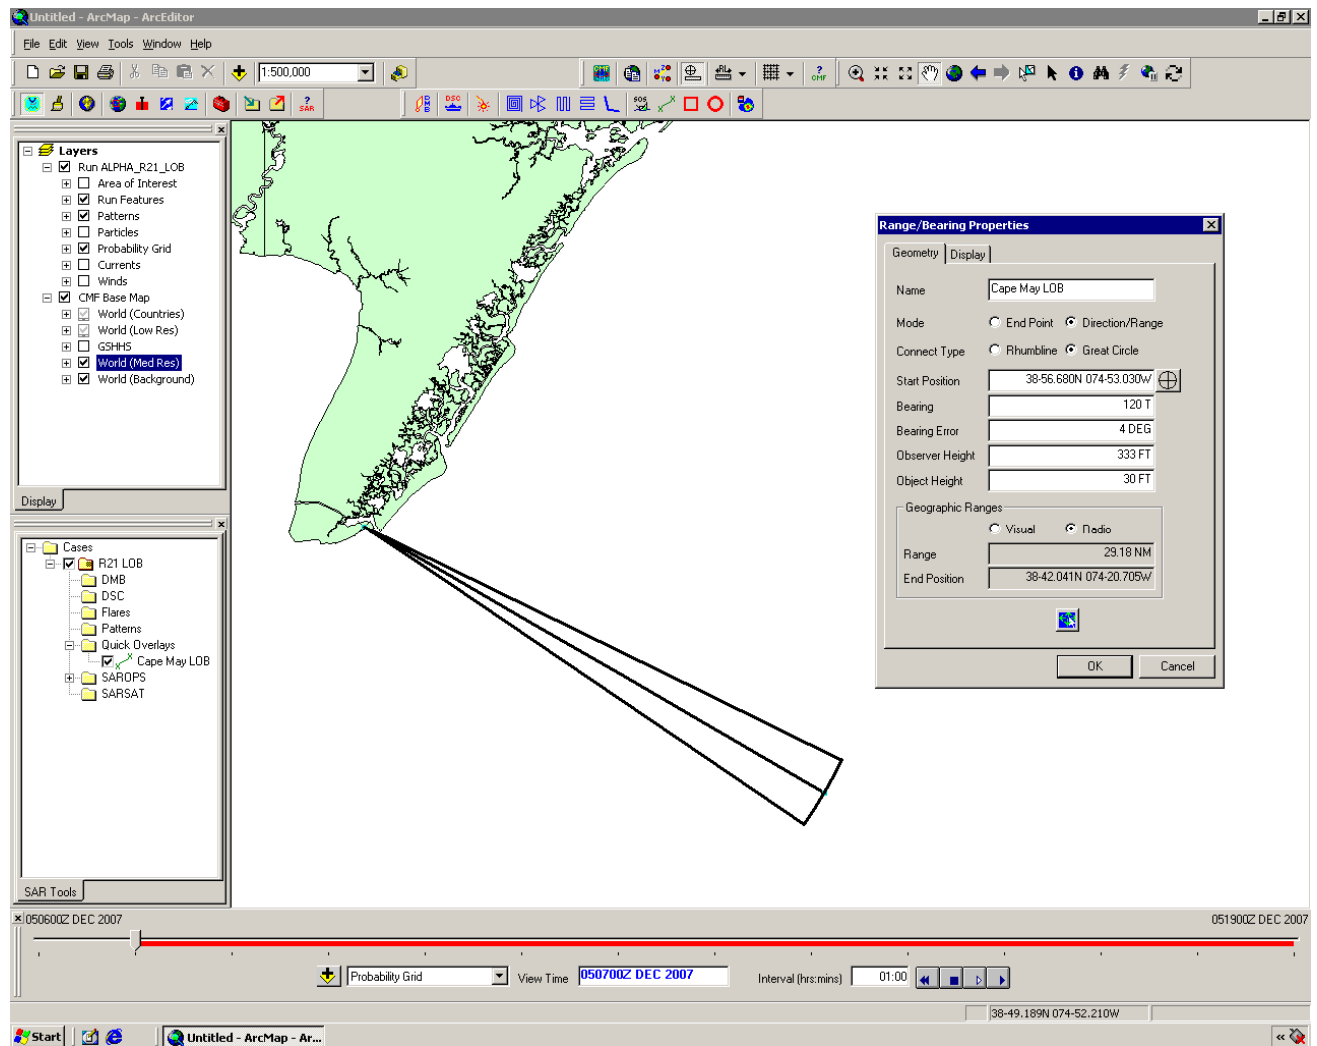 Untitled - ArcMap - ArcEditor
File Edit View Tools Window Help
1:500,000
? CMF
? SAR
DMB
DSC
SOS
Layers
Run ALPHA_R21_LOB
Area of Interest
Run Features
Patterns
Particles
Probability Grid
Currents
Winds
CMF Base Map
World (Countries)
World (Low Res)
GSHHS
World (Med Res)
World (Background)
Display
Cases
R21 LOB
DMB
DSC
Flares
Patterns
Quick Overlays
Cape May LOB
SAROPS
SARSAT
SAR Tools
Range/Bearing Properties
Geometry Display
Name Cape May LOB
Mode End Point Direction/Range
Connect Type Rhumbline Great Circle
Start Position 38-56.680N 074-53.030W
Bearing 120 T
Bearing Error 4 DEG
Observer Height 333 FT
Object Height 30 FT
Geographic Ranges
Visual Radio
Range 29.18 NM
End Position 38-42.041N 074-20.705W
OK Cancel
050600Z DEC 2007 051900Z DEC 2007
Probability Grid View Time 050700Z DEC 2007 Interval (hrs:mins) 01:00
38-49.189N 074-52.210W
Start Untitled - ArcMap - Ar...